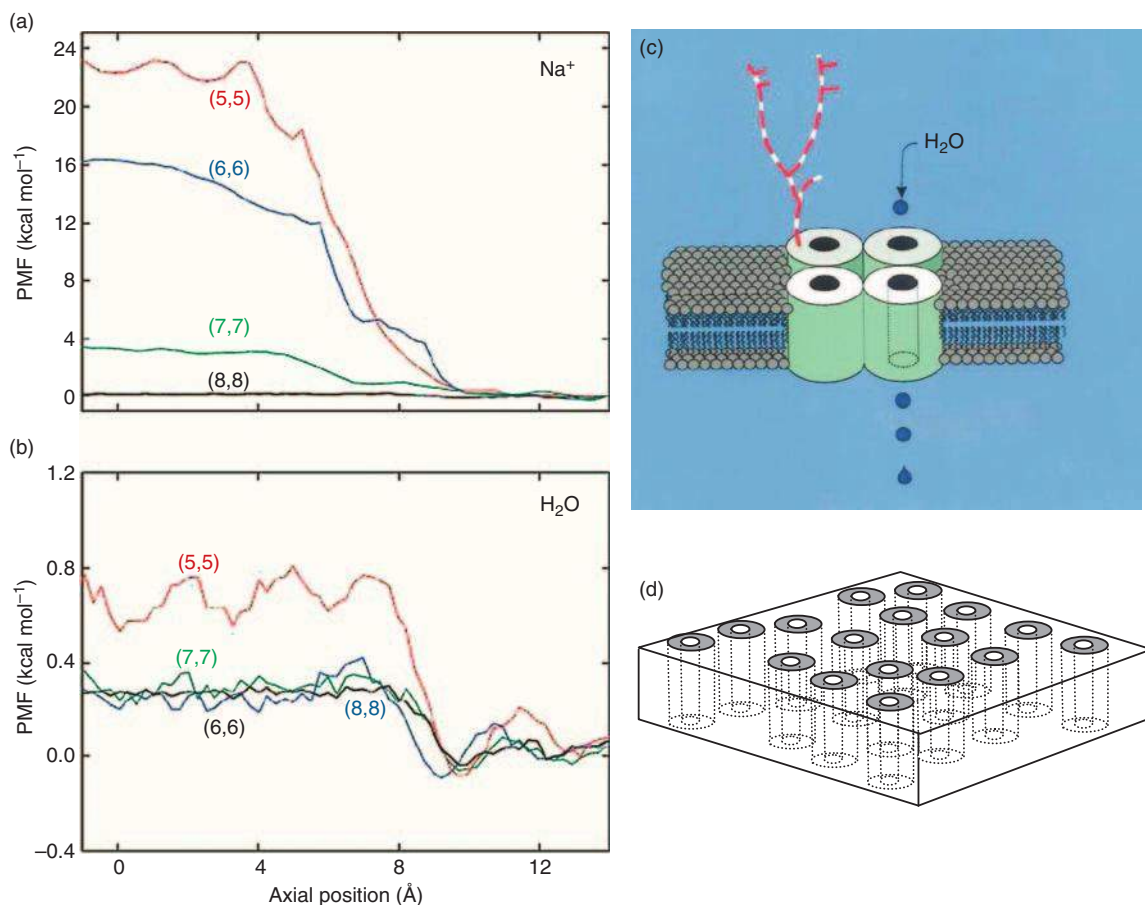 (a)
24
20
16
12
8
4
0
PMF (kcal mol⁻¹)
Na⁺
(5,5)
(6,6)
(7,7)
(8,8)
(b)
1.2
0.8
0.4
0.0
–0.4
PMF (kcal mol⁻¹)
H₂O
(5,5)
(7,7)
(6,6)
(8,8)
0 4 8 12
Axial position (Å)
(c)
H₂O
(d)